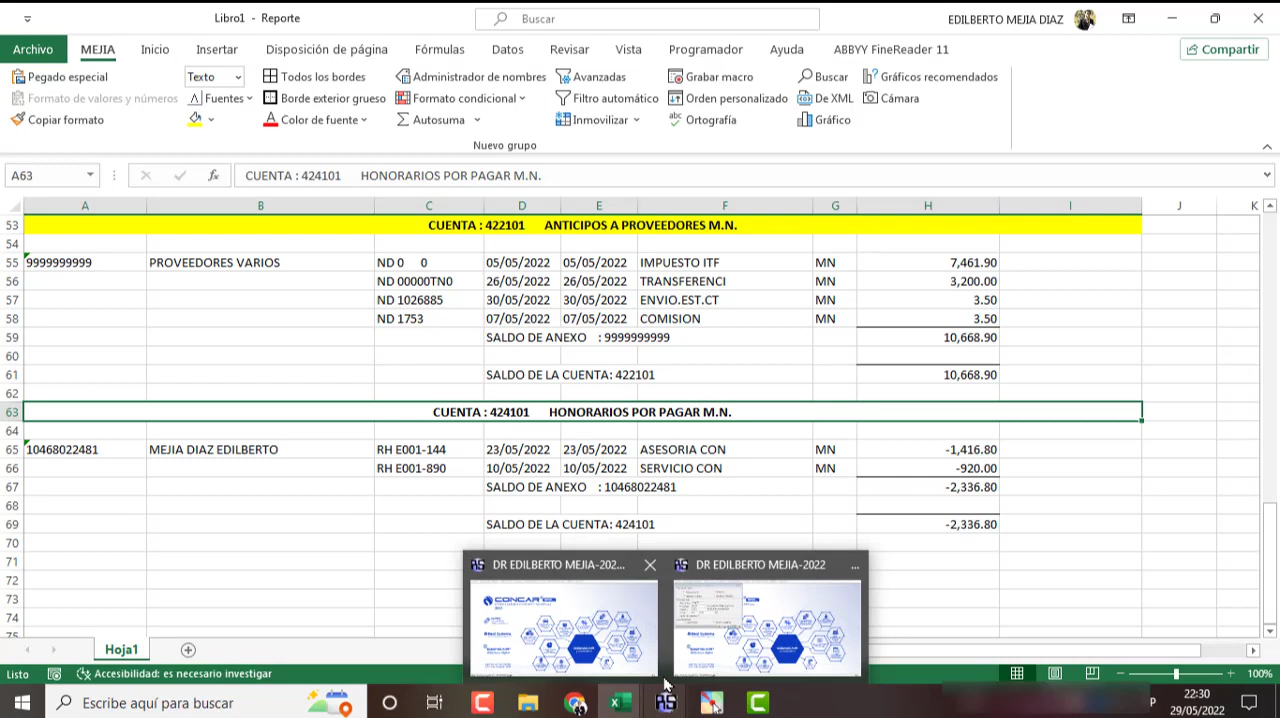 Libro1 - Reporte
Buscar
EDILBERTO MEJIA DIAZ
Archivo MEJIA Inicio Insertar Disposición de página Fórmulas Datos Revisar Vista Programador Ayuda ABBYY FineReader 11 Compartir
Pegado especial Texto Todos los bordes Administrador de nombres Avanzadas Grabar macro Buscar Gráficos recomendados
Formato de valores y números Fuentes Borde exterior grueso Formato condicional Filtro automático Orden personalizado De XML Cámara
Copiar formato Color de fuente Autosuma Inmovilizar Ortografía Gráfico
Nuevo grupo
A63 fx CUENTA : 424101 HONORARIOS POR PAGAR M.N.
A B C D E F G H I J K
53 CUENTA : 422101 ANTICIPOS A PROVEEDORES M.N.
54
55 9999999999 PROVEEDORES VARIOS ND 0 0 05/05/2022 05/05/2022 IMPUESTO ITF MN 7,461.90
56 ND 00000TN0 26/05/2022 26/05/2022 TRANSFERENCI MN 3,200.00
57 ND 1026885 30/05/2022 30/05/2022 ENVIO.EST.CT MN 3.50
58 ND 1753 07/05/2022 07/05/2022 COMISION MN 3.50
59 SALDO DE ANEXO : 9999999999 10,668.90
60
61 SALDO DE LA CUENTA: 422101 10,668.90
62
63 CUENTA : 424101 HONORARIOS POR PAGAR M.N.
64
65 10468022481 MEJIA DIAZ EDILBERTO RH E001-144 23/05/2022 23/05/2022 ASESORIA CON MN -1,416.80
66 RH E001-890 10/05/2022 10/05/2022 SERVICIO CON MN -920.00
67 SALDO DE ANEXO : 10468022481 -2,336.80
68
69 SALDO DE LA CUENTA: 424101 -2,336.80
70
71
72
73
74
75
DR EDILBERTO MEJIA-202... DR EDILBERTO MEJIA-2022 ...
CONCAR
Hoja1
Listo Accesibilidad: es necesario investigar 100%
Escribe aquí para buscar
P 22:30
29/05/2022